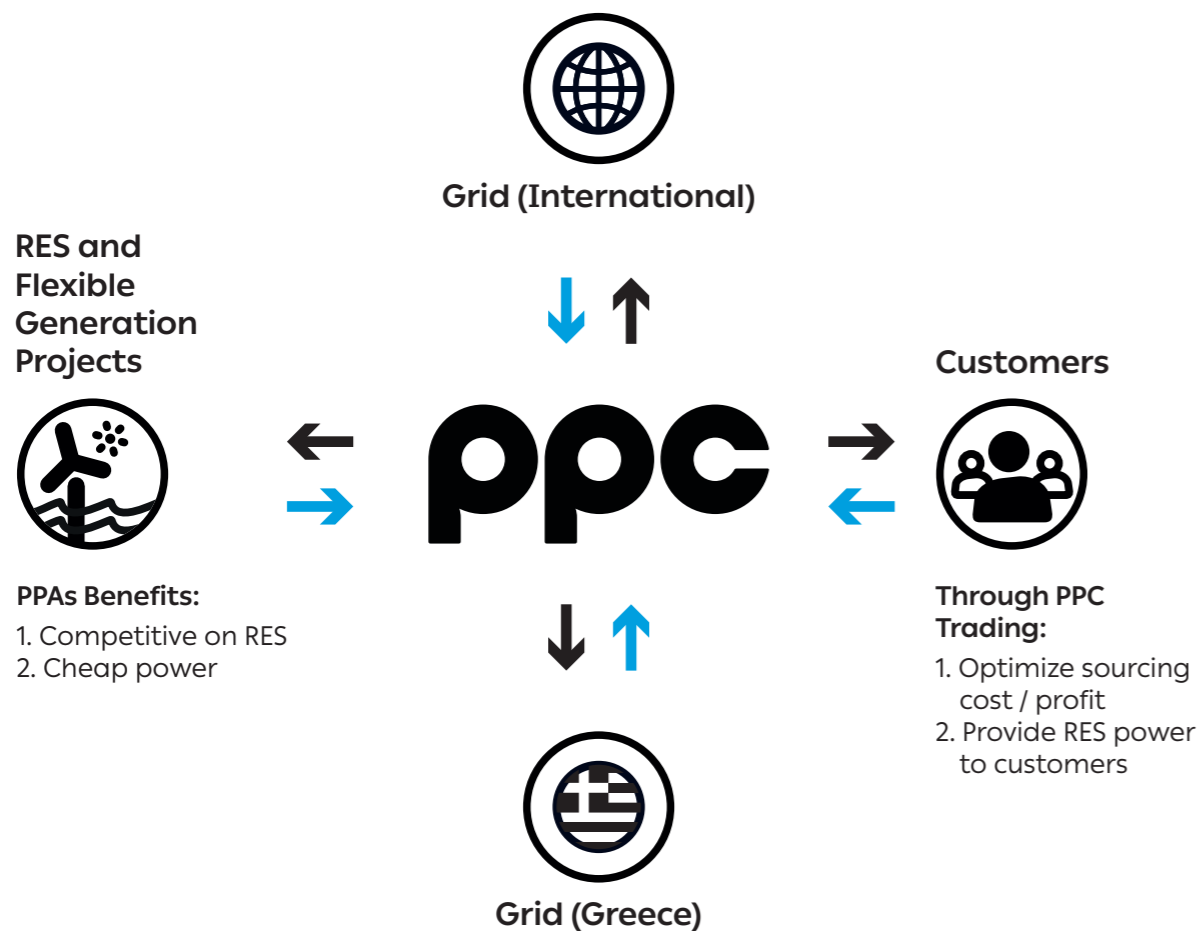 Grid (International)
RES and
Flexible
Generation
Projects
Customers
ppc
PPAs Benefits:
1. Competitive on RES
2. Cheap power
Through PPC
Trading:
1. Optimize sourcing
cost / profit
2. Provide RES power
to customers
Grid (Greece)